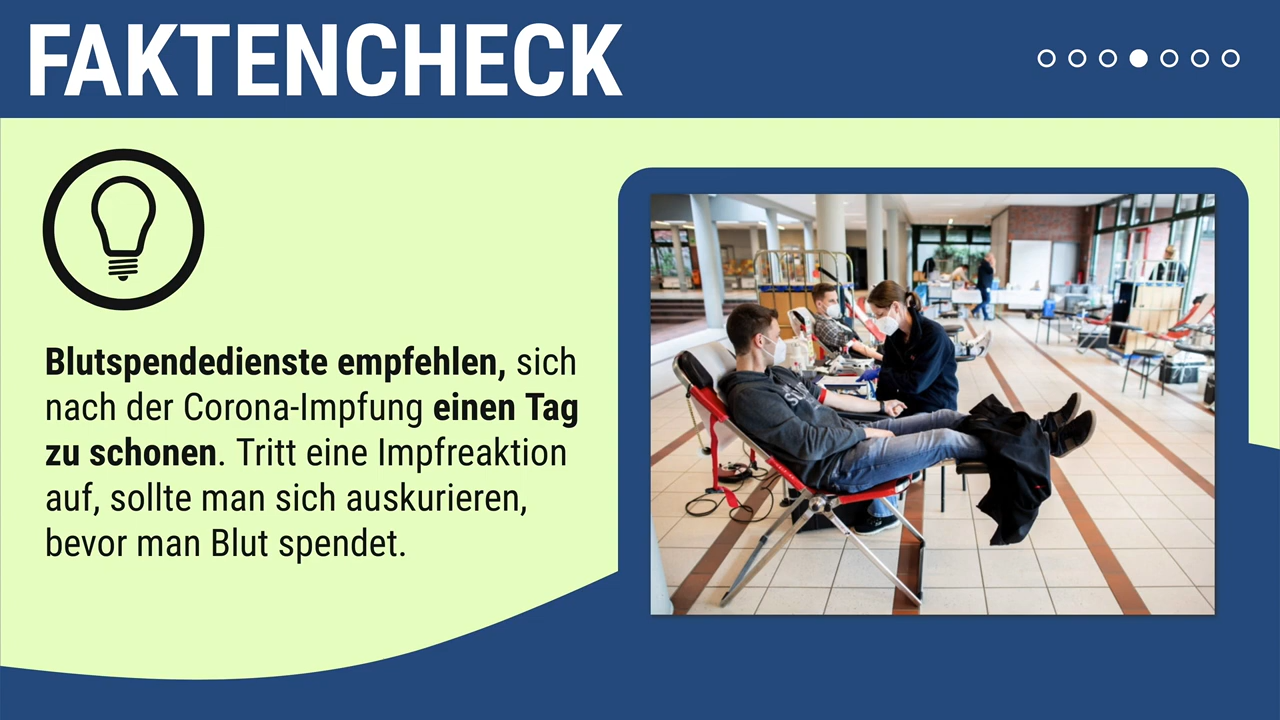 FAKTENCHECK
Blutspendedienste empfehlen, sich
nach der Corona-Impfung einen Tag
zu schonen. Tritt eine Impfreaktion
auf, sollte man sich auskurieren,
bevor man Blut spendet.